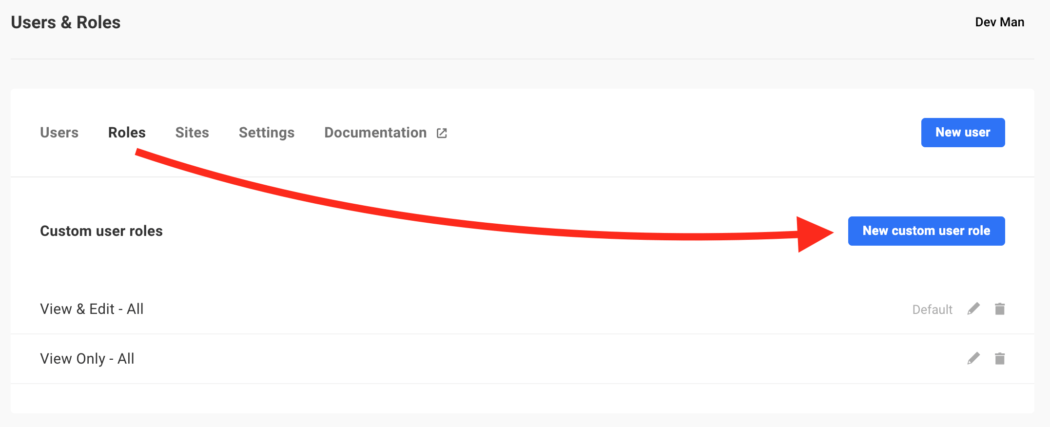 Users & Roles Dev Man
Users Roles Sites Settings Documentation New user
Custom user roles New custom user role
View & Edit - All Default
View Only - All